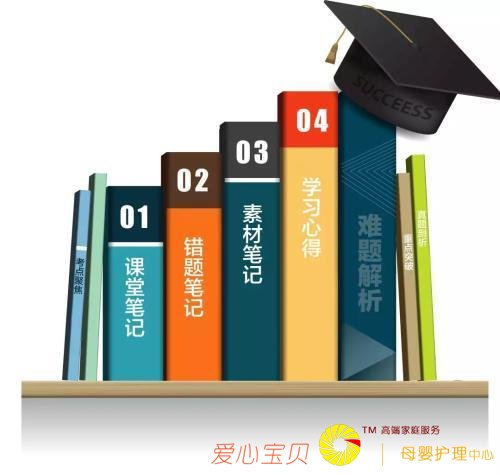 SUCCEESS
考点聚焦
01
课堂笔记
02
错题笔记
03
素材笔记
04
学习心得
难题解析
重点突破
真题剖析
TM 高端家庭服务
爱心宝贝
母婴护理中心